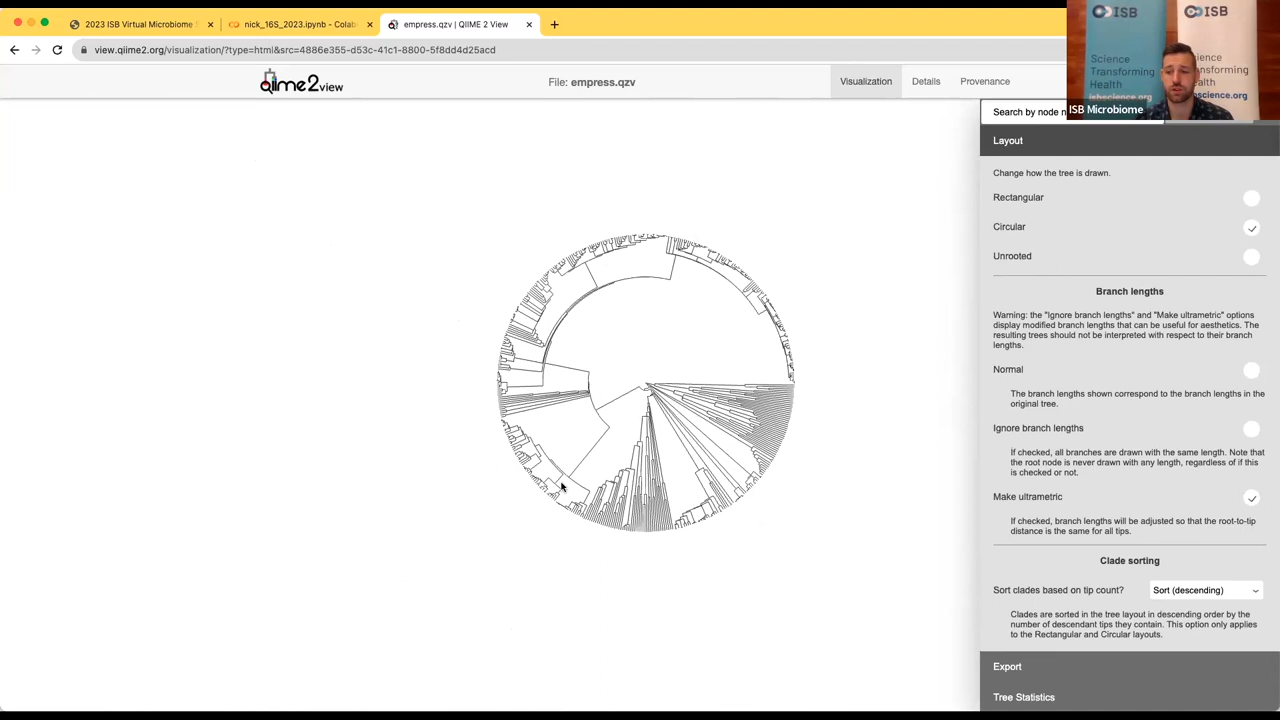 2023 ISB Virtual Microbiome S
nick_16S_2023.ipynb - Colab
empress.qzv | QIIME 2 View
view.qiime2.org/visualization/?type=html&src=4886e355-d53c-41c1-8800-5f8dd4d25acd
qiime2view
File: empress.qzv
Visualization
Details
Provenance
ISB
ISB
Science
Transforming
Health
isbscience.org
ISB Microbiome
Search by node n
Layout
Change how the tree is drawn.
Rectangular
Circular
Unrooted
Branch lengths
Warning: the "Ignore branch lengths" and "Make ultrametric" options
display modified branch lengths that can be useful for aesthetics. The
resulting trees should not be interpreted with respect to their branch
lengths.
Normal
The branch lengths shown correspond to the branch lengths in the
original tree.
Ignore branch lengths
If checked, all branches are drawn with the same length. Note that
the root node is never drawn with any length, regardless of if this
is checked or not.
Make ultrametric
If checked, branch lengths will be adjusted so that the root-to-tip
distance is the same for all tips.
Clade sorting
Sort clades based on tip count?
Sort (descending)
Clades are sorted in the tree layout in descending order by the
number of descendant tips they contain. This option only applies
to the Rectangular and Circular layouts.
Export
Tree Statistics